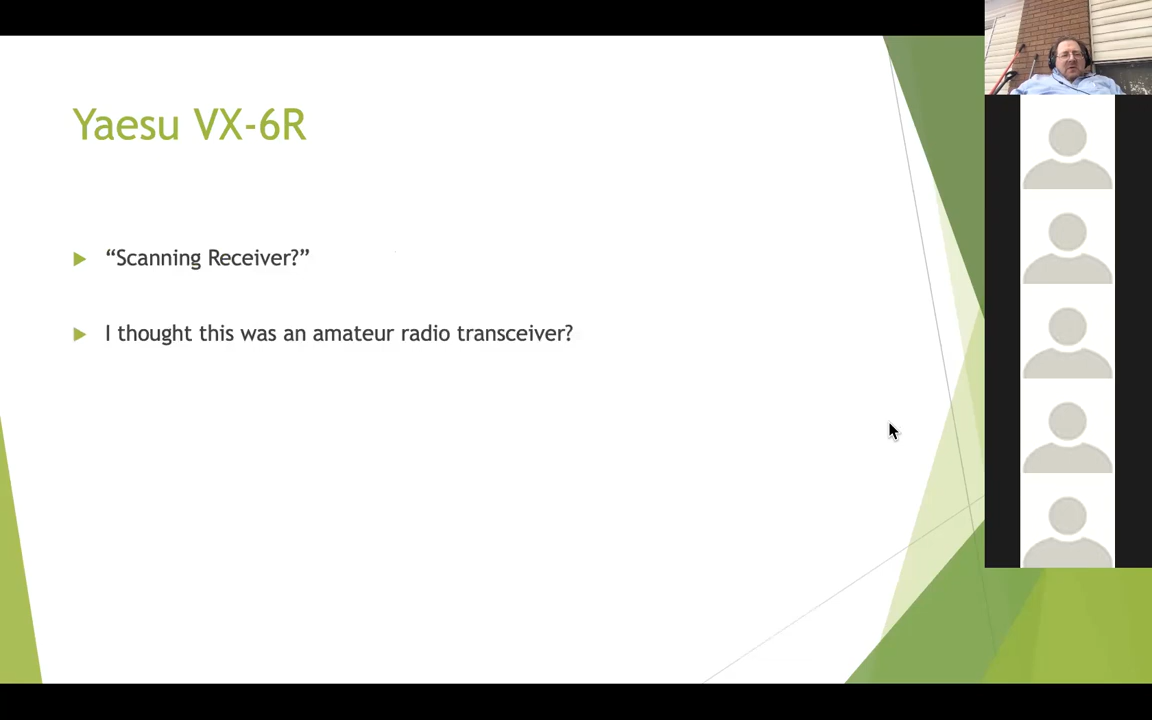 Yaesu VX-6R
“Scanning Receiver?”
I thought this was an amateur radio transceiver?